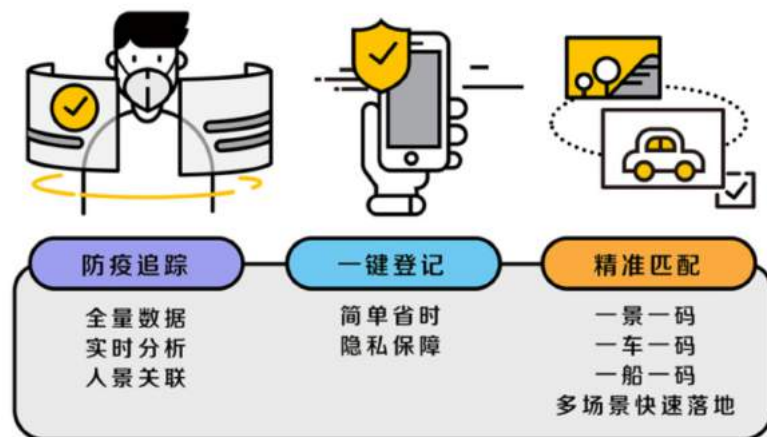 防疫追踪
全量数据
实时分析
人景关联
一键登记
简单省时
隐私保障
精准匹配
一景一码
一车一码
一船一码
多场景快速落地